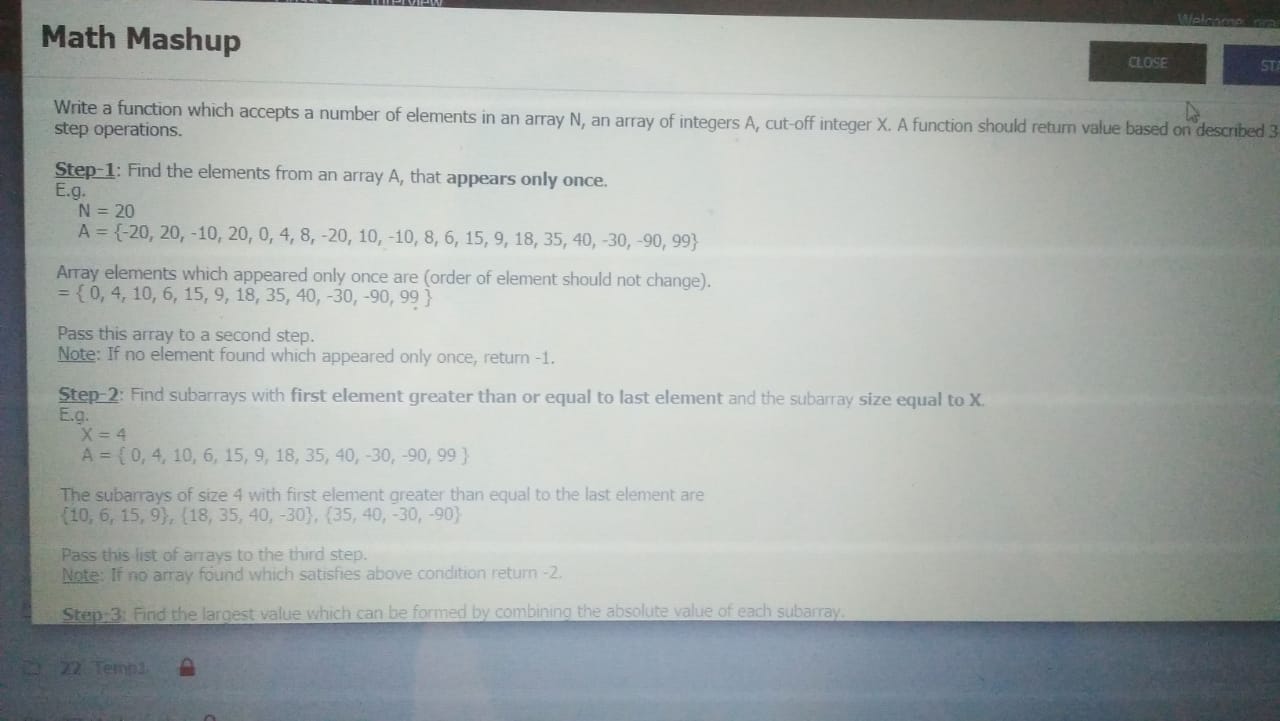 Math Mashup
CLOSE
Write a function which accepts a number of elements in an array N, an array of integers A, cut-off integer X. A function should return value based on described 3
step operations.
Step-1: Find the elements from an array A, that appears only once.
E.g.
N = 20
A = {-20, 20, -10, 20, 0, 4, 8, -20, 10, -10, 8, 6, 15, 9, 18, 35, 40, -30, -90, 99}
Array elements which appeared only once are (order of element should not change).
= { 0, 4, 10, 6, 15, 9, 18, 35, 40, -30, -90, 99 }
Pass this array to a second step.
Note: If no element found which appeared only once, return -1.
Step-2: Find subarrays with first element greater than or equal to last element and the subarray size equal to X.
E.g.
X = 4
A = { 0, 4, 10, 6, 15, 9, 18, 35, 40, -30, -90, 99 }
The subarrays of size 4 with first element greater than equal to the last element are
{10, 6, 15, 9}, {18, 35, 40, -30}, {35, 40, -30, -90}
Pass this list of arrays to the third step.
Note: If no array found which satisfies above condition return -2.
Step-3: Find the largest value which can be formed by combining the absolute value of each subarray.
22 Temp1